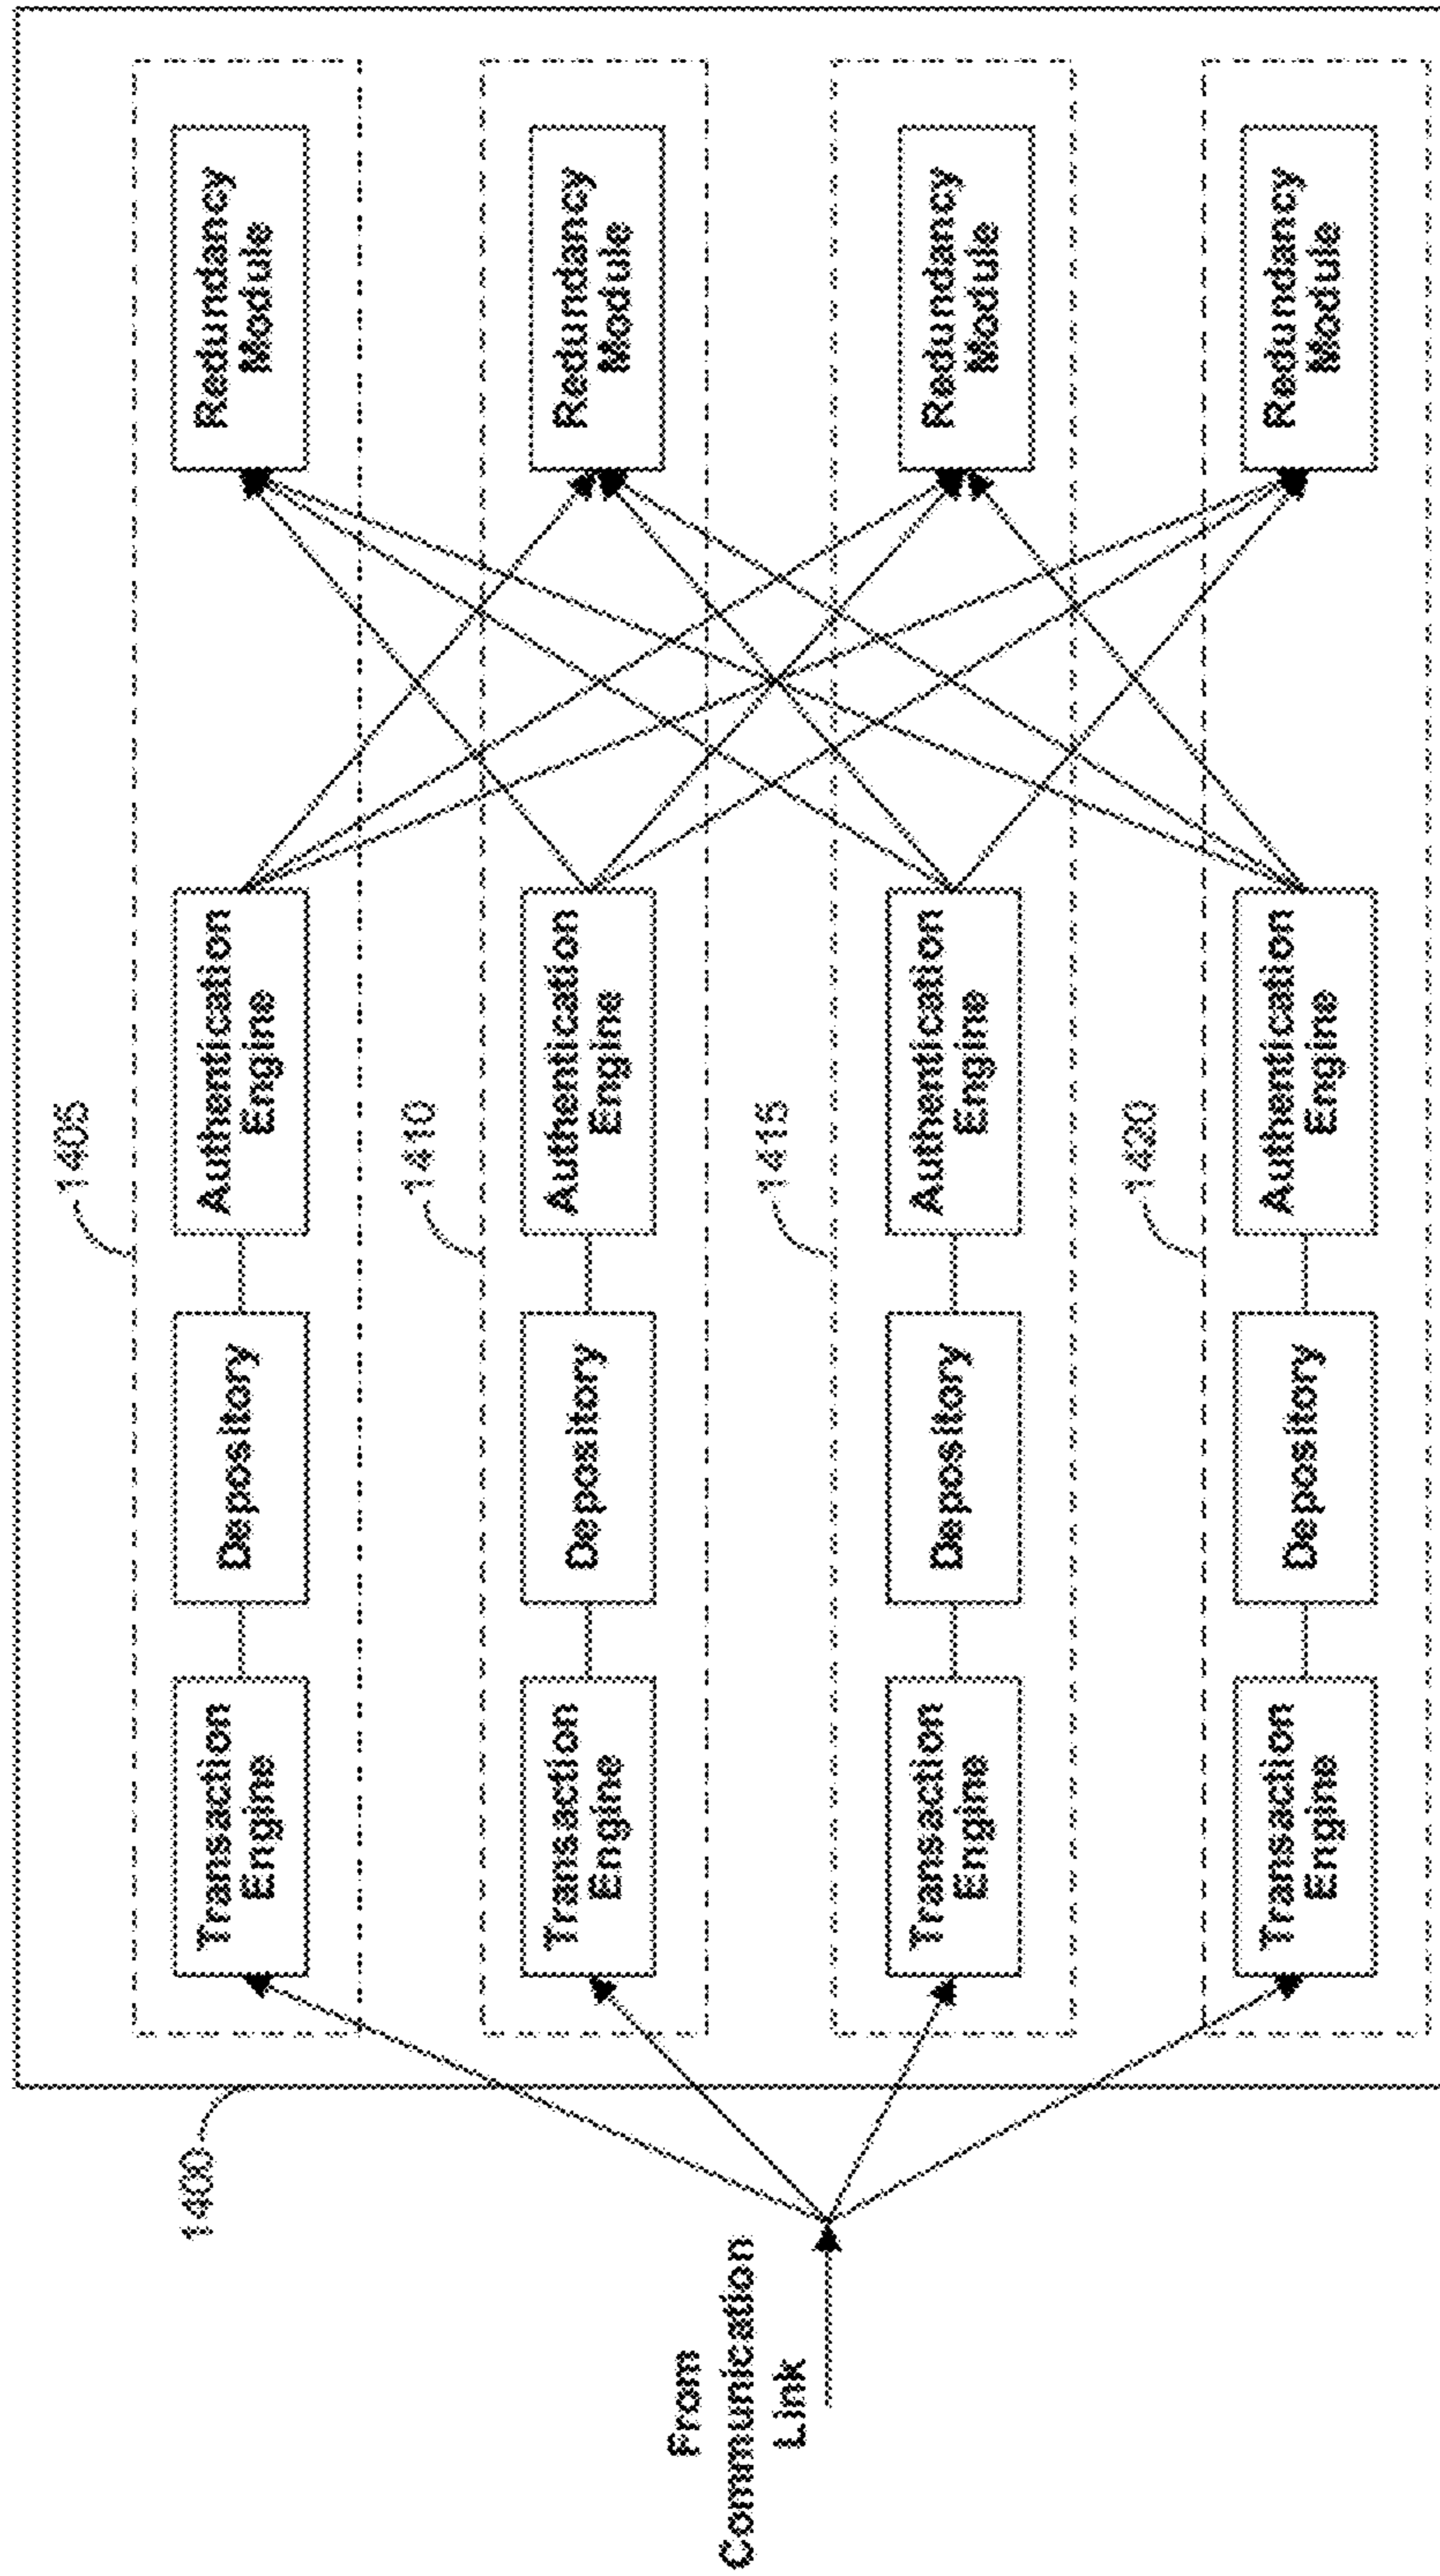 1400
From
Communication
Link
1405
Transaction
Engine
Depository
Authentication
Engine
Redundancy
Module
1410
Transaction
Engine
Depository
Authentication
Engine
Redundancy
Module
1415
Transaction
Engine
Depository
Authentication
Engine
Redundancy
Module
1420
Transaction
Engine
Depository
Authentication
Engine
Redundancy
Module